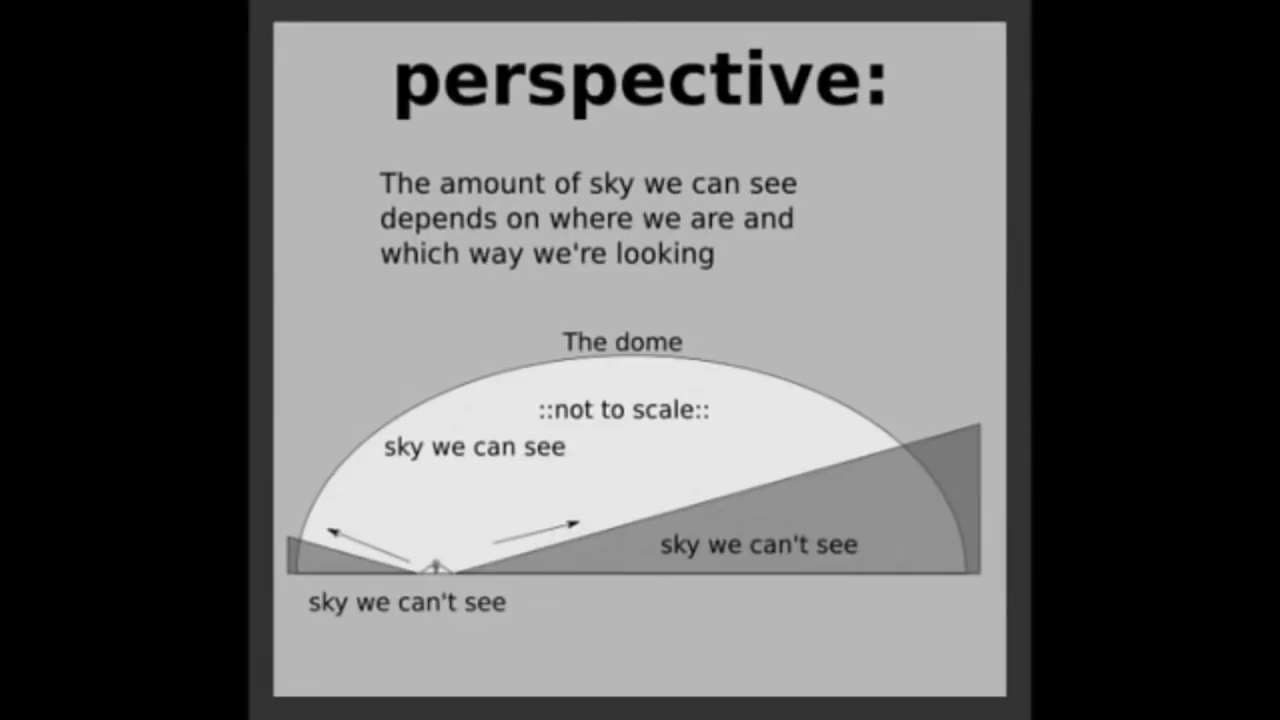 perspective:
The amount of sky we can see
depends on where we are and
which way we're looking
The dome
::not to scale::
sky we can see
sky we can't see
sky we can't see